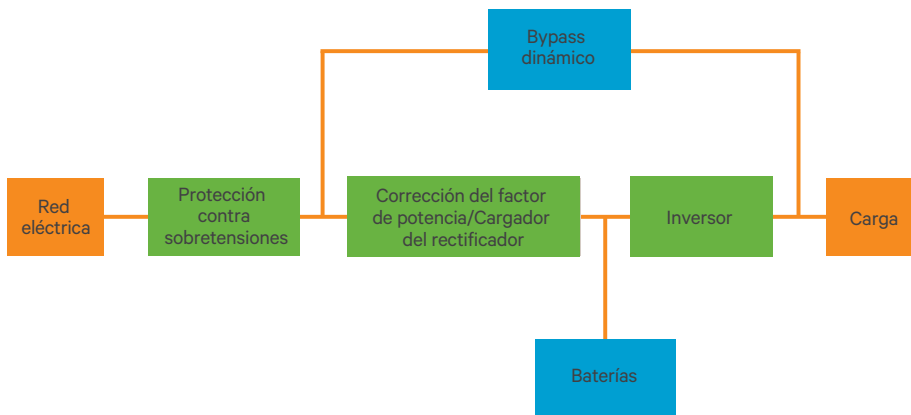 Bypass
dinámico
Red
eléctrica
Protección
contra
sobretensiones
Corrección del factor
de potencia/Cargador
del rectificador
Inversor
Carga
Baterías